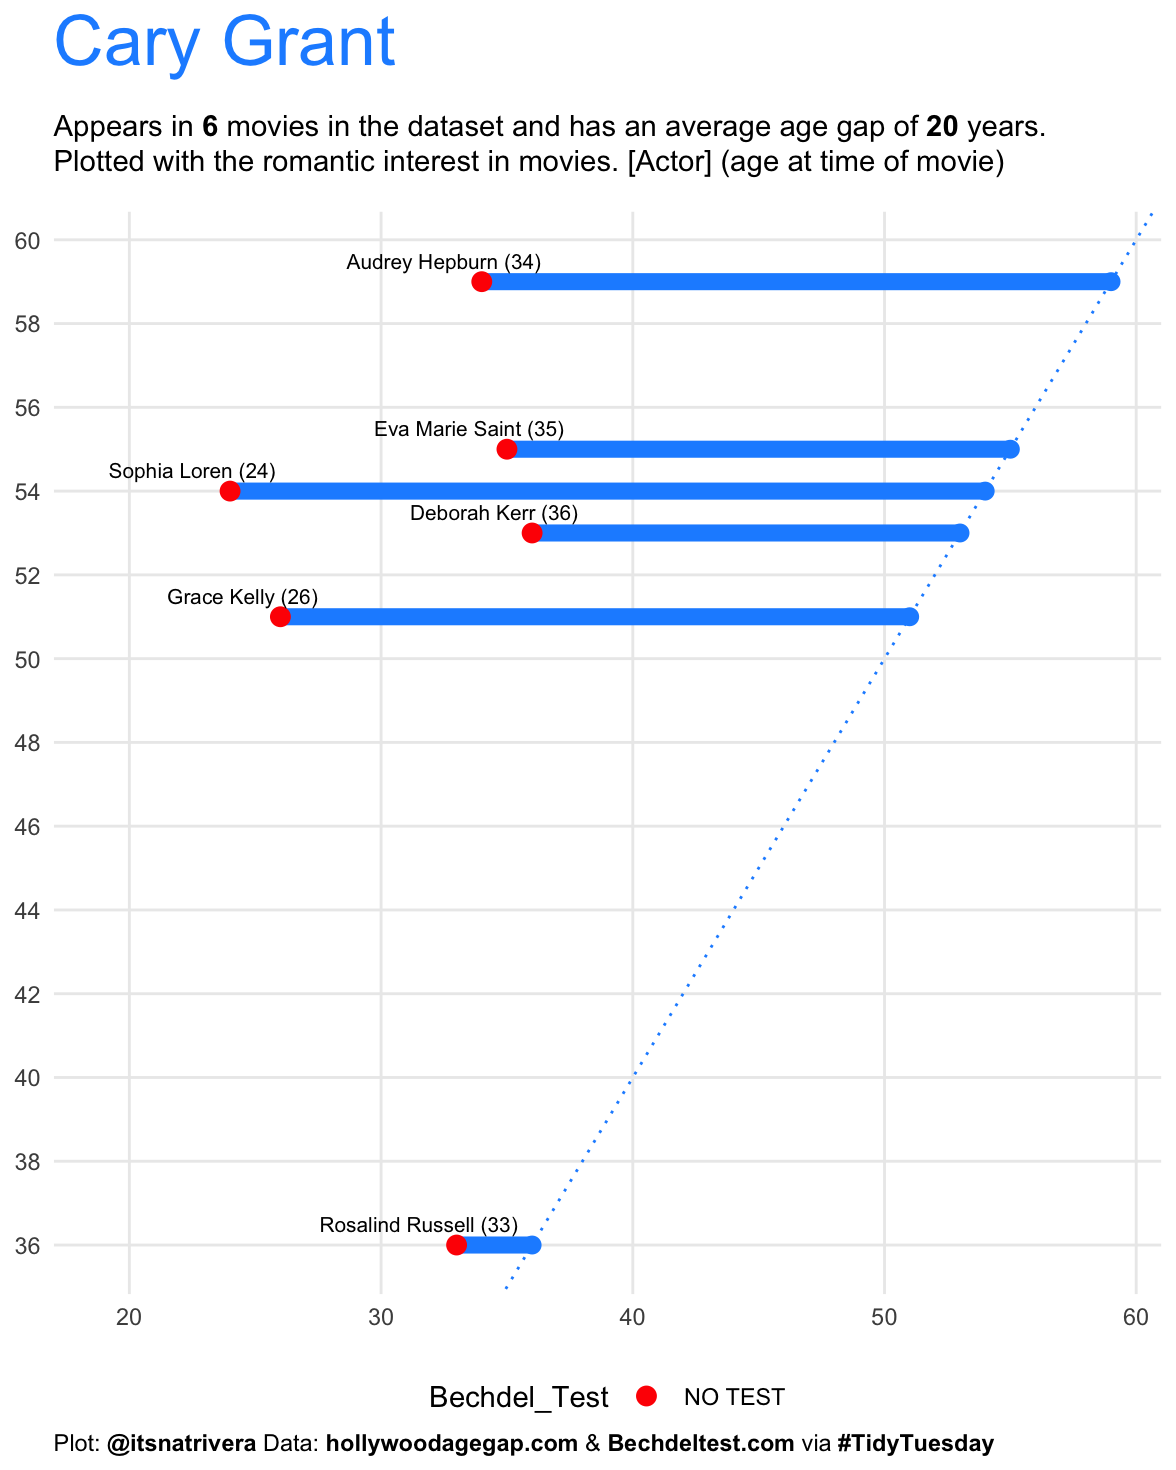 Cary Grant
Appears in 6 movies in the dataset and has an average age gap of 20 years.
Plotted with the romantic interest in movies. [Actor] (age at time of movie)
60
Audrey Hepburn (34)
58
56
Eva Marie Saint (35)
Sophia Loren (24)
54
Deborah Kerr (36)
52
Grace Kelly (26)
50
48
46
44
42
40
38
Rosalind Russell (33)
36
20 30 40 50 60
Bechdel_Test NO TEST
Plot: @itsnatrivera Data: hollywoodagegap.com & Bechdeltest.com via #TidyTuesday